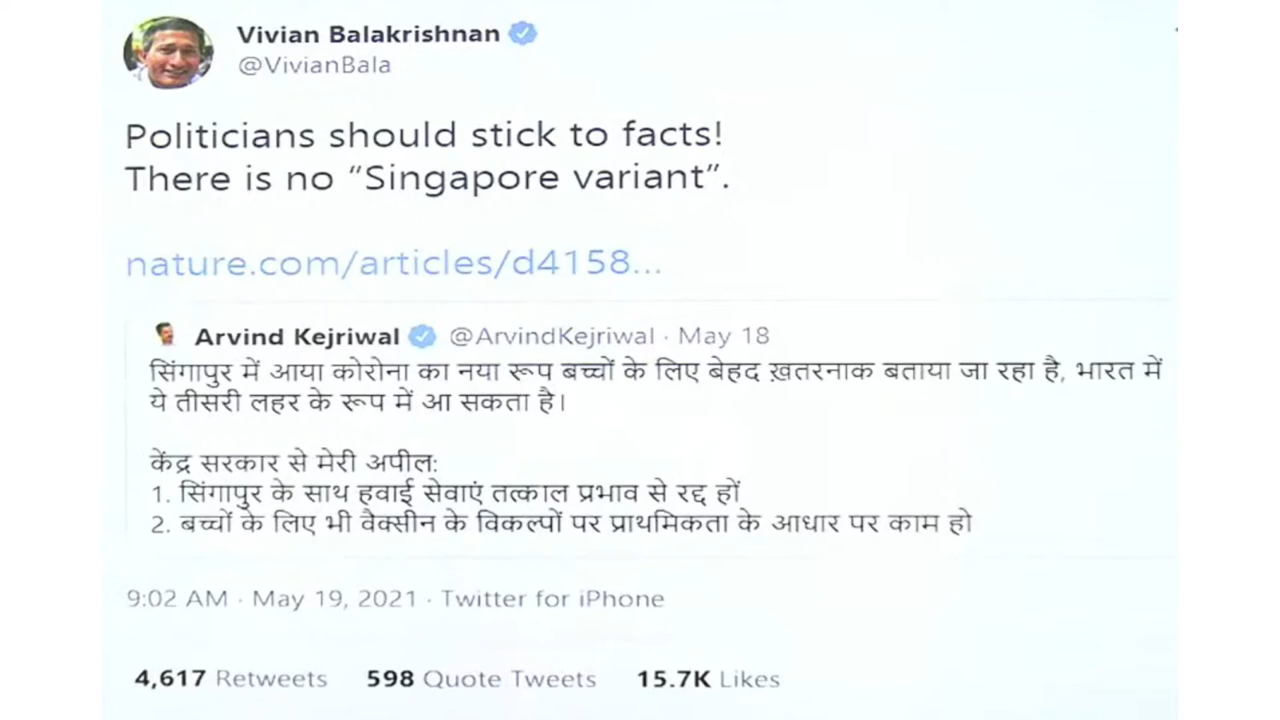 Vivian Balakrishnan
@VivianBala
Politicians should stick to facts!
There is no “Singapore variant”.
nature.com/articles/d4158...
Arvind Kejriwal @ArvindKejriwal · May 18
सिंगापुर में आया कोरोना का नया रूप बच्चों के लिए बेहद ख़तरनाक बताया जा रहा है, भारत में
ये तीसरी लहर के रूप में आ सकता है।
केंद्र सरकार से मेरी अपील:
1. सिंगापुर के साथ हवाई सेवाएं तत्काल प्रभाव से रद्द हों
2. बच्चों के लिए भी वैक्सीन के विकल्पों पर प्राथमिकता के आधार पर काम हो
9:02 AM · May 19, 2021 · Twitter for iPhone
4,617 Retweets 598 Quote Tweets 15.7K Likes